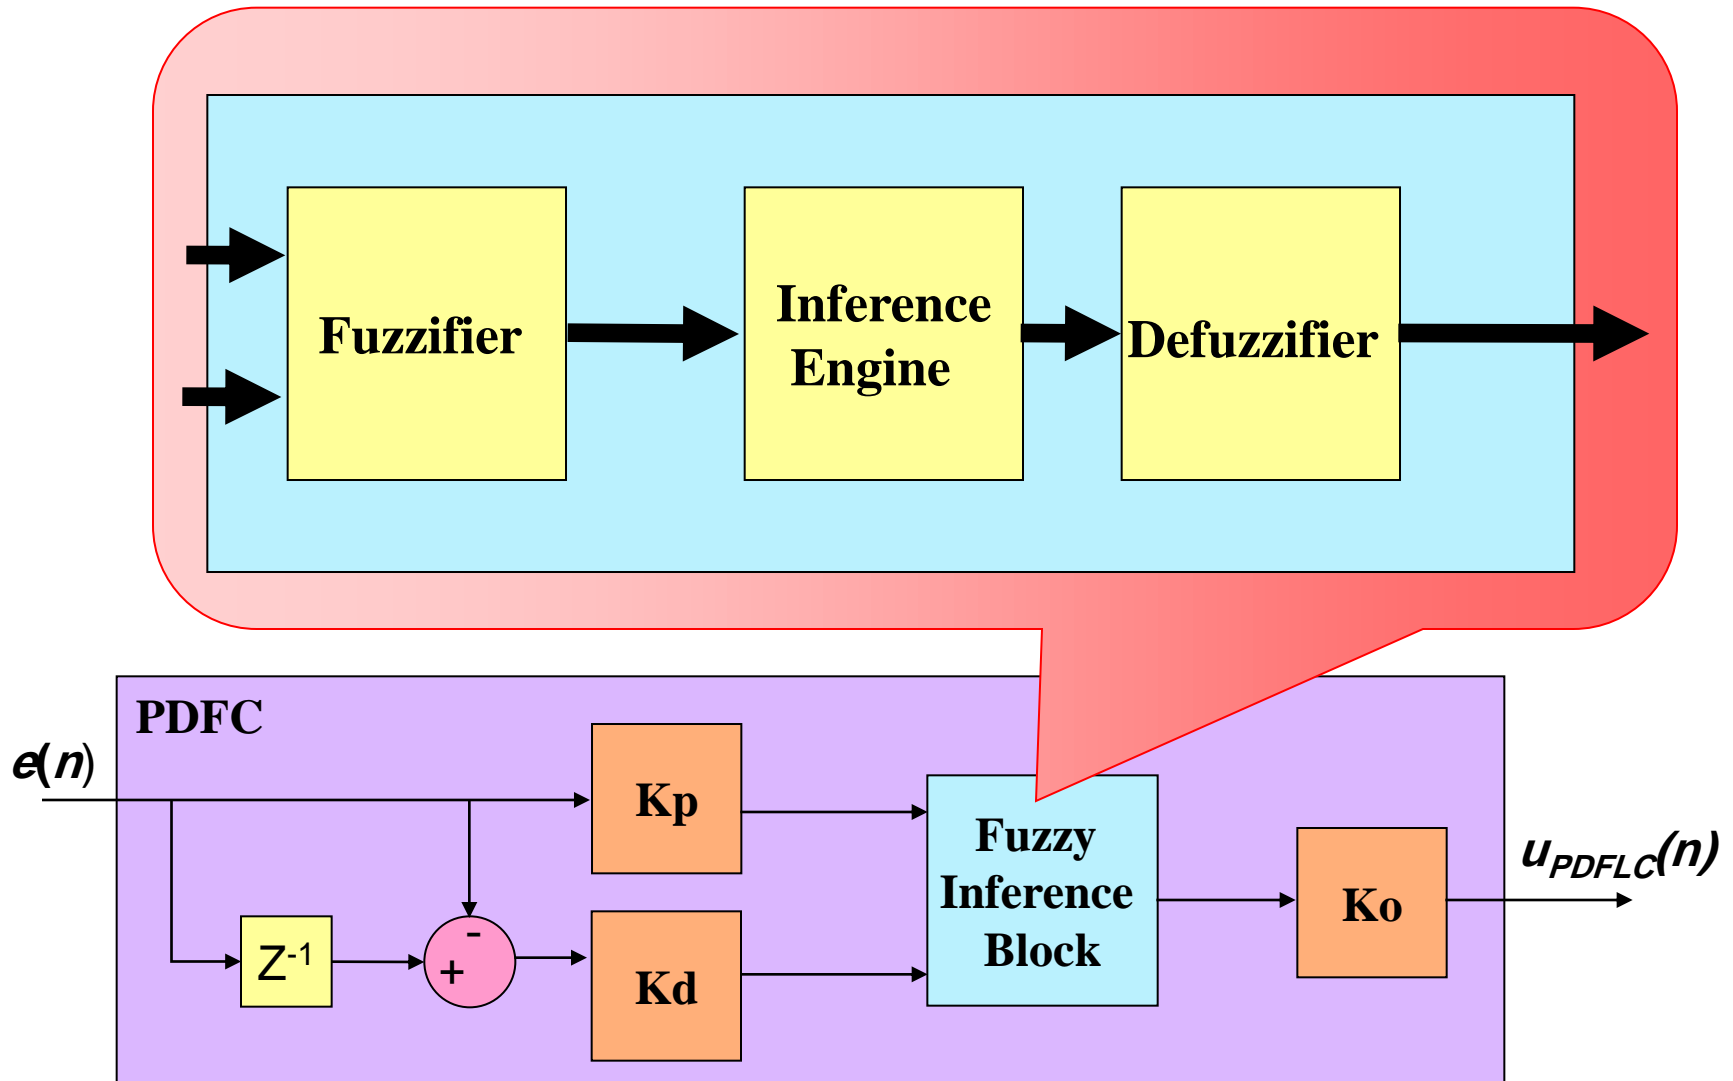 Fuzzifier
Inference
Engine
Defuzzifier
PDFC
e(n)
Kp
Fuzzy
Inference
Block
Ko
u_PDFLC(n)
Z⁻¹
-
+
Kd